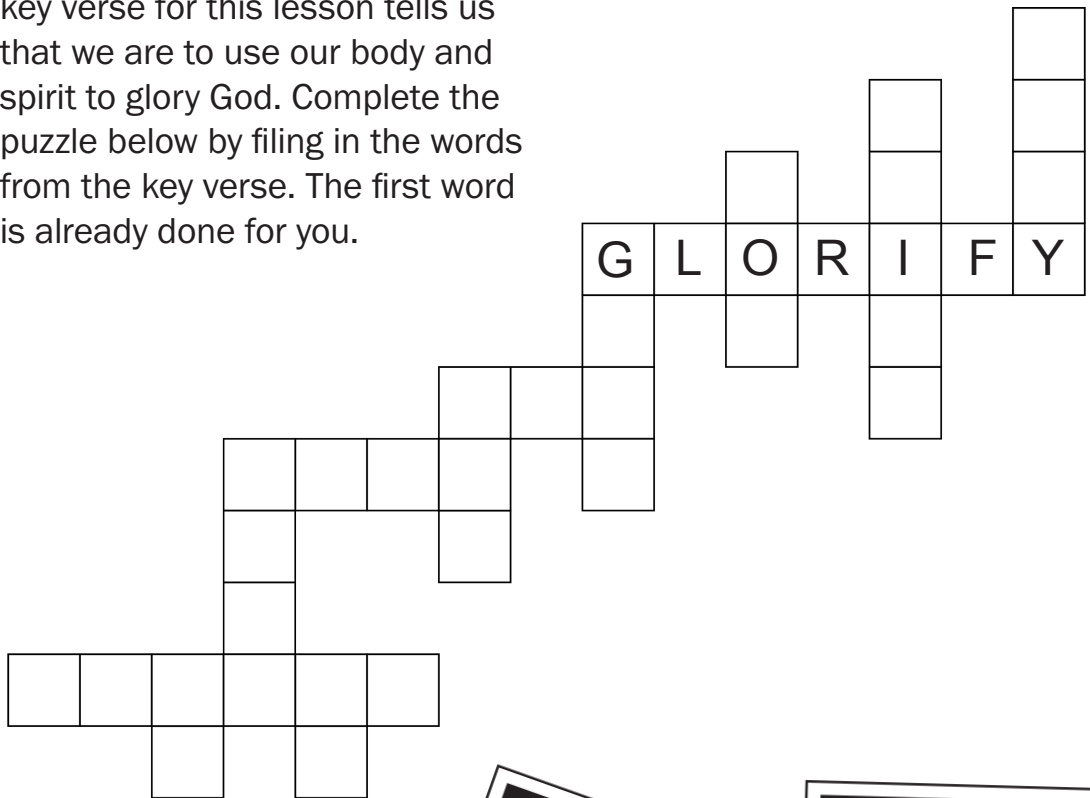 key verse for this lesson tells us
that we are to use our body and
spirit to glory God. Complete the
puzzle below by filing in the words
from the key verse. The first word
is already done for you.
G L O R I F Y